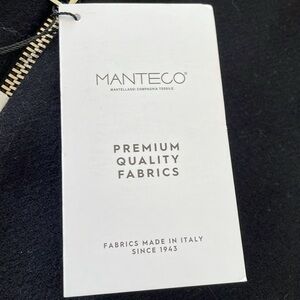 MANTECO®
MANTELLASSI COMPAGNIA TESSILE
PREMIUM
QUALITY
FABRICS
FABRICS MADE IN ITALY
SINCE 1943